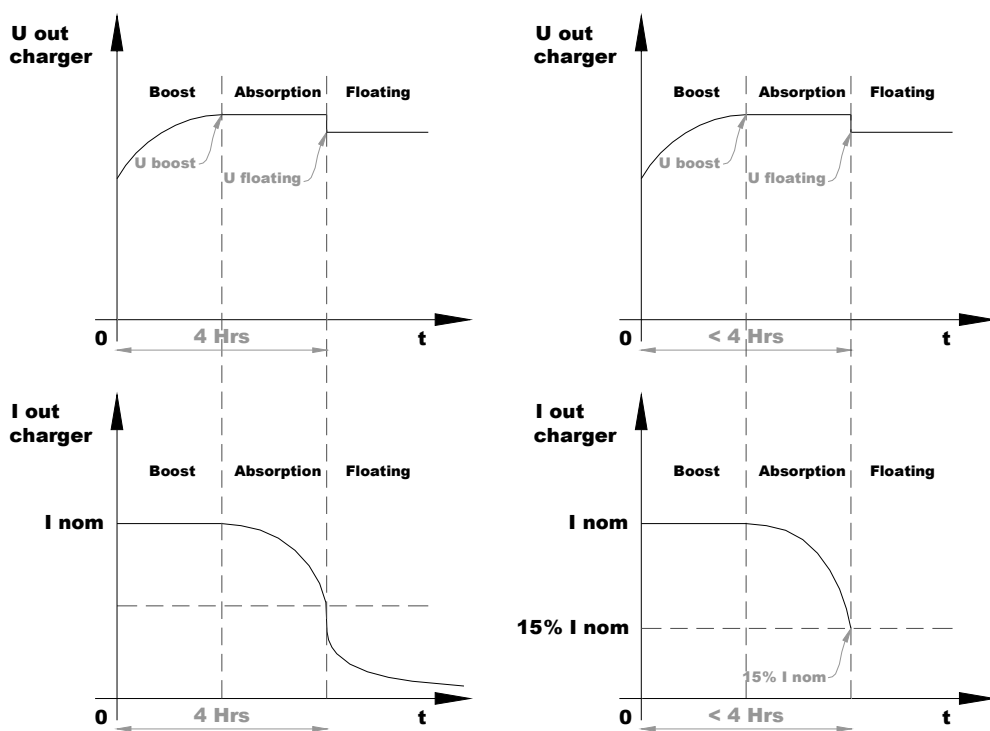 U out
charger
Boost
Absorption
Floating
U boost
U floating
0
4 Hrs
t
U out
charger
Boost
Absorption
Floating
U boost
U floating
0
< 4 Hrs
t
I out
charger
Boost
Absorption
Floating
I nom
0
4 Hrs
t
I out
charger
Boost
Absorption
Floating
I nom
15% I nom
15% I nom
0
< 4 Hrs
t